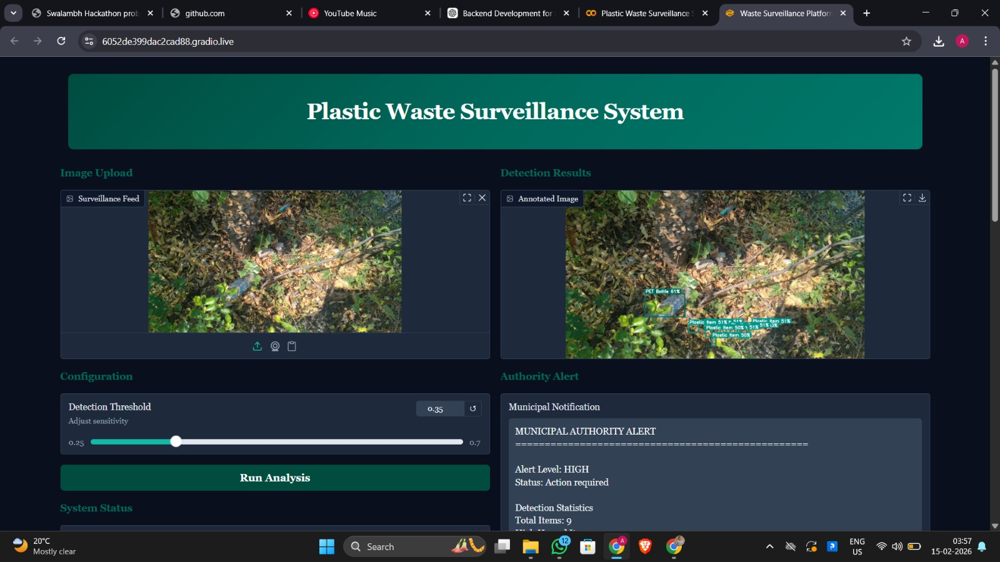 Swalambh Hackathon prob
github.com
YouTube Music
Backend Development for
Plastic Waste Surveillance S
Waste Surveillance Platform
6052de399dac2cad88.gradio.live
A
Plastic Waste Surveillance System
Image Upload
Detection Results
Surveillance Feed
Annotated Image
PET Bottle 61%
Plastic Item 51%
51%
Plastic Item 51%
Plastic Item 50%
51%
Plastic Item 50%
Configuration
Authority Alert
Detection Threshold
0.35
Adjust sensitivity
0.25
0.7
Run Analysis
System Status
Municipal Notification
MUNICIPAL AUTHORITY ALERT
==================================================
Alert Level: HIGH
Status: Action required
Detection Statistics
Total Items: 9
20°C
Mostly clear
Search
12
A
ENG
US
03:57
15-02-2026